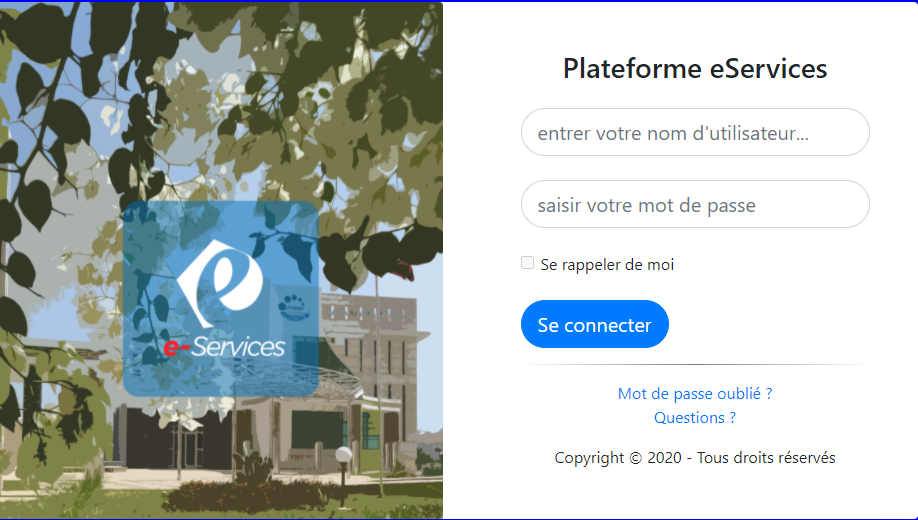 e-Services
Plateforme eServices
entrer votre nom d'utilisateur...
saisir votre mot de passe
Se rappeler de moi
Se connecter
Mot de passe oublié ?
Questions ?
Copyright © 2020 - Tous droits réservés